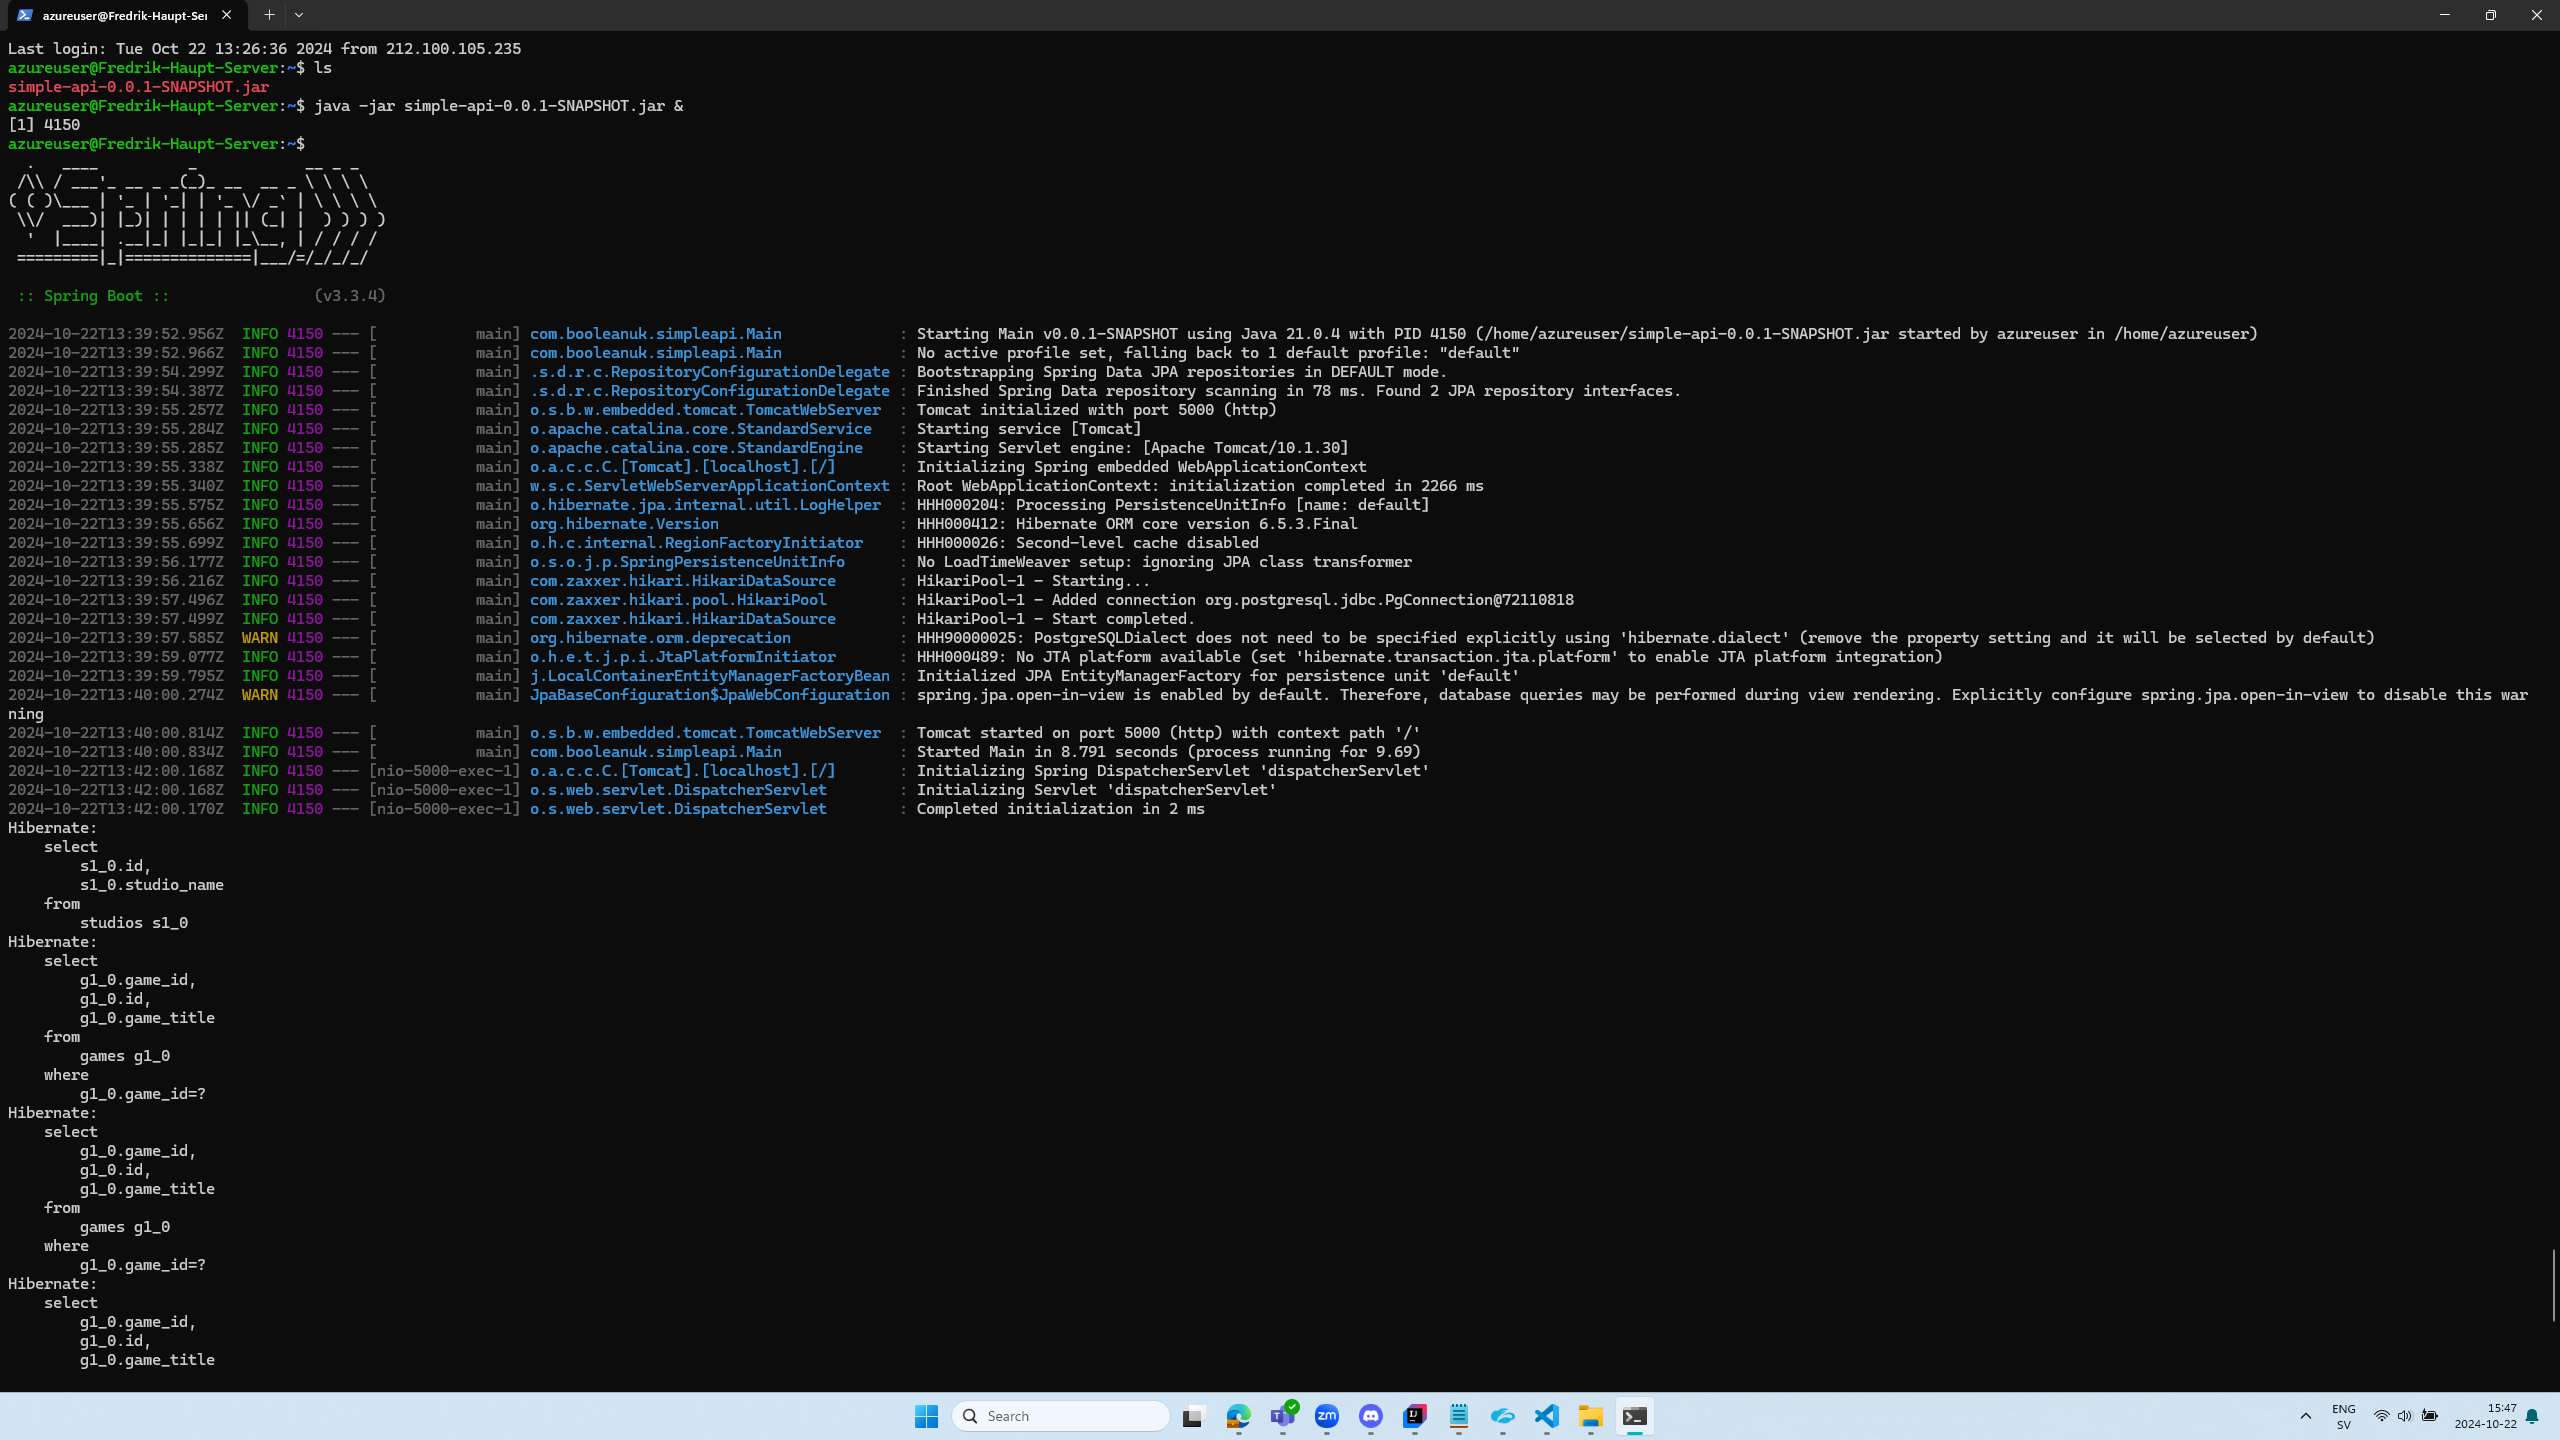 azureuser@Fredrik-Haupt-Ser
Last login: Tue Oct 22 13:26:36 2024 from 212.100.105.235
azureuser@Fredrik-Haupt-Server:~$ ls
simple-api-0.0.1-SNAPSHOT.jar
azureuser@Fredrik-Haupt-Server:~$ java -jar simple-api-0.0.1-SNAPSHOT.jar &
[1] 4150
azureuser@Fredrik-Haupt-Server:~$
  .   ____          _            __ _ _
 /\\ / ___'_ __ _ _(_)_ __  __ _ \ \ \ \
( ( )\___ | '_ | '_| | '_ \/ _` | \ \ \ \
 \\/  ___)| |_)| | | | | || (_| |  ) ) ) )
  '  |____| .__|_| |_|_| |_\__, | / / / /
 =========|_|==============|___/=/_/_/_/
 :: Spring Boot ::                (v3.3.4)
2024-10-22T13:39:52.956Z  INFO 4150 --- [           main] com.booleanuk.simpleapi.Main             : Starting Main v0.0.1-SNAPSHOT using Java 21.0.4 with PID 4150 (/home/azureuser/simple-api-0.0.1-SNAPSHOT.jar started by azureuser in /home/azureuser)
2024-10-22T13:39:52.966Z  INFO 4150 --- [           main] com.booleanuk.simpleapi.Main             : No active profile set, falling back to 1 default profile: "default"
2024-10-22T13:39:54.299Z  INFO 4150 --- [           main] .s.d.r.c.RepositoryConfigurationDelegate : Bootstrapping Spring Data JPA repositories in DEFAULT mode.
2024-10-22T13:39:54.387Z  INFO 4150 --- [           main] .s.d.r.c.RepositoryConfigurationDelegate : Finished Spring Data repository scanning in 78 ms. Found 2 JPA repository interfaces.
2024-10-22T13:39:55.257Z  INFO 4150 --- [           main] o.s.b.w.embedded.tomcat.TomcatWebServer  : Tomcat initialized with port 5000 (http)
2024-10-22T13:39:55.284Z  INFO 4150 --- [           main] o.apache.catalina.core.StandardService   : Starting service [Tomcat]
2024-10-22T13:39:55.285Z  INFO 4150 --- [           main] o.apache.catalina.core.StandardEngine    : Starting Servlet engine: [Apache Tomcat/10.1.30]
2024-10-22T13:39:55.338Z  INFO 4150 --- [           main] o.a.c.c.C.[Tomcat].[localhost].[/]       : Initializing Spring embedded WebApplicationContext
2024-10-22T13:39:55.340Z  INFO 4150 --- [           main] w.s.c.ServletWebServerApplicationContext : Root WebApplicationContext: initialization completed in 2266 ms
2024-10-22T13:39:55.575Z  INFO 4150 --- [           main] o.hibernate.jpa.internal.util.LogHelper  : HHH000204: Processing PersistenceUnitInfo [name: default]
2024-10-22T13:39:55.656Z  INFO 4150 --- [           main] org.hibernate.Version                    : HHH000412: Hibernate ORM core version 6.5.3.Final
2024-10-22T13:39:55.699Z  INFO 4150 --- [           main] o.h.c.internal.RegionFactoryInitiator    : HHH000026: Second-level cache disabled
2024-10-22T13:39:56.177Z  INFO 4150 --- [           main] o.s.o.j.p.SpringPersistenceUnitInfo      : No LoadTimeWeaver setup: ignoring JPA class transformer
2024-10-22T13:39:56.216Z  INFO 4150 --- [           main] com.zaxxer.hikari.HikariDataSource       : HikariPool-1 - Starting...
2024-10-22T13:39:57.496Z  INFO 4150 --- [           main] com.zaxxer.hikari.pool.HikariPool        : HikariPool-1 - Added connection org.postgresql.jdbc.PgConnection@72110818
2024-10-22T13:39:57.499Z  INFO 4150 --- [           main] com.zaxxer.hikari.HikariDataSource       : HikariPool-1 - Start completed.
2024-10-22T13:39:57.585Z  WARN 4150 --- [           main] org.hibernate.orm.deprecation            : HHH90000025: PostgreSQLDialect does not need to be specified explicitly using 'hibernate.dialect' (remove the property setting and it will be selected by default)
2024-10-22T13:39:59.077Z  INFO 4150 --- [           main] o.h.e.t.j.p.i.JtaPlatformInitiator       : HHH000489: No JTA platform available (set 'hibernate.transaction.jta.platform' to enable JTA platform integration)
2024-10-22T13:39:59.795Z  INFO 4150 --- [           main] j.LocalContainerEntityManagerFactoryBean : Initialized JPA EntityManagerFactory for persistence unit 'default'
2024-10-22T13:40:00.274Z  WARN 4150 --- [           main] JpaBaseConfiguration$JpaWebConfiguration : spring.jpa.open-in-view is enabled by default. Therefore, database queries may be performed during view rendering. Explicitly configure spring.jpa.open-in-view to disable this war
ning
2024-10-22T13:40:00.814Z  INFO 4150 --- [           main] o.s.b.w.embedded.tomcat.TomcatWebServer  : Tomcat started on port 5000 (http) with context path '/'
2024-10-22T13:40:00.834Z  INFO 4150 --- [           main] com.booleanuk.simpleapi.Main             : Started Main in 8.791 seconds (process running for 9.69)
2024-10-22T13:42:00.168Z  INFO 4150 --- [nio-5000-exec-1] o.a.c.c.C.[Tomcat].[localhost].[/]       : Initializing Spring DispatcherServlet 'dispatcherServlet'
2024-10-22T13:42:00.168Z  INFO 4150 --- [nio-5000-exec-1] o.s.web.servlet.DispatcherServlet        : Initializing Servlet 'dispatcherServlet'
2024-10-22T13:42:00.170Z  INFO 4150 --- [nio-5000-exec-1] o.s.web.servlet.DispatcherServlet        : Completed initialization in 2 ms
Hibernate:
    select
        s1_0.id,
        s1_0.studio_name
    from
        studios s1_0
Hibernate:
    select
        g1_0.game_id,
        g1_0.id,
        g1_0.game_title
    from
        games g1_0
    where
        g1_0.game_id=?
Hibernate:
    select
        g1_0.game_id,
        g1_0.id,
        g1_0.game_title
    from
        games g1_0
    where
        g1_0.game_id=?
Hibernate:
    select
        g1_0.game_id,
        g1_0.id,
        g1_0.game_title
Search
zm
IJ
ENG
SV
15:47
2024-10-22